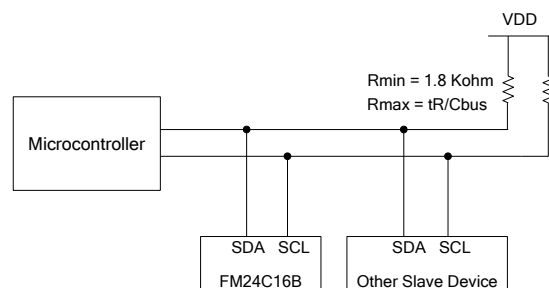 VDD
Rmin = 1.8 Kohm
Rmax = tR/Cbus
Microcontroller
SDA SCL
SDA SCL
FM24C16B
Other Slave Device